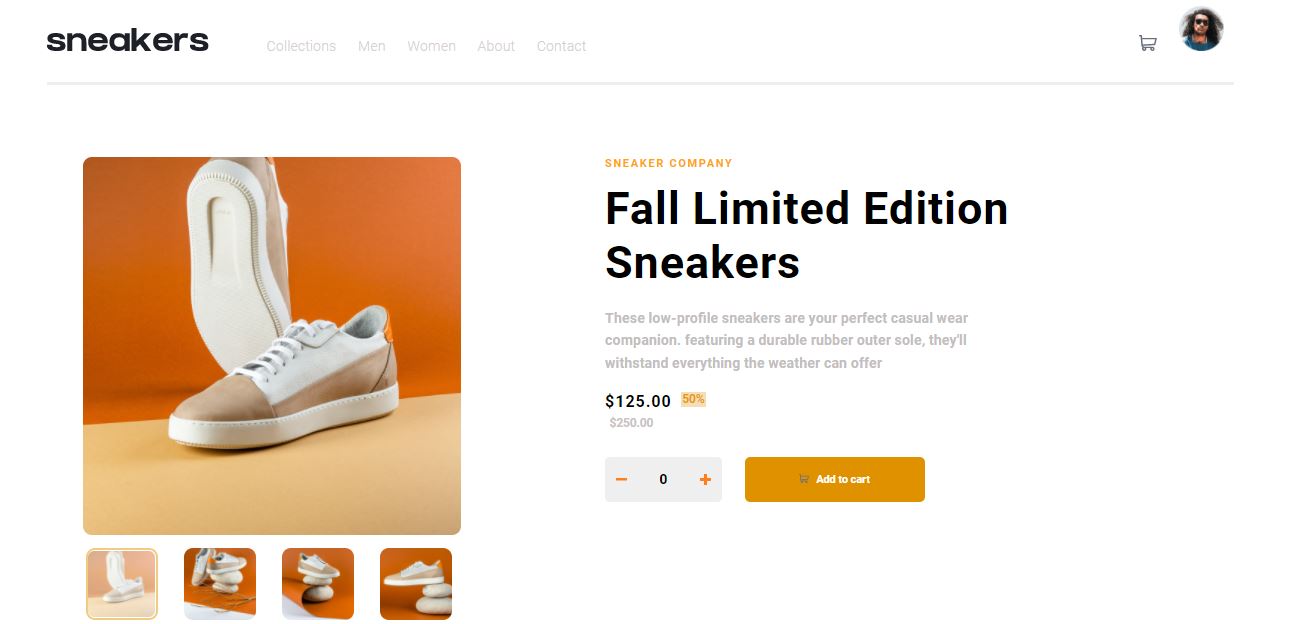 sneakers
Collections Men Women About Contact
SNEAKER COMPANY
Fall Limited Edition
Sneakers
These low-profile sneakers are your perfect casual wear
companion. featuring a durable rubber outer sole, they'll
withstand everything the weather can offer
$125.00 50%
$250.00
0
Add to cart